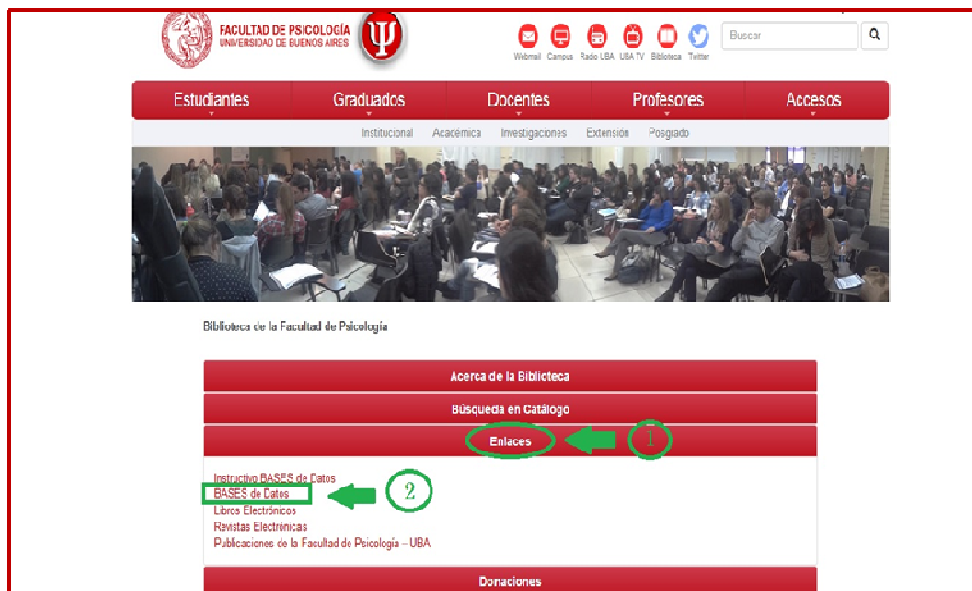 FACULTAD DE PSICOLOGÍA
UNIVERSIDAD DE BUENOS AIRES
Webmail Campus Radio UBA UBA TV Biblioteca Twitter
Buscar
Estudiantes Graduados Docentes Profesores Accesos
Institucional Académica Investigaciones Extensión Posgrado
Biblioteca de la Facultad de Psicología
Acerca de la Biblioteca
Búsqueda en Catálogo
Enlaces
1
Instructivo BASES de Datos
BASES de Datos
2
Libros Electrónicos
Revistas Electrónicas
Publicaciones de la Facultad de Psicología – UBA
Donaciones